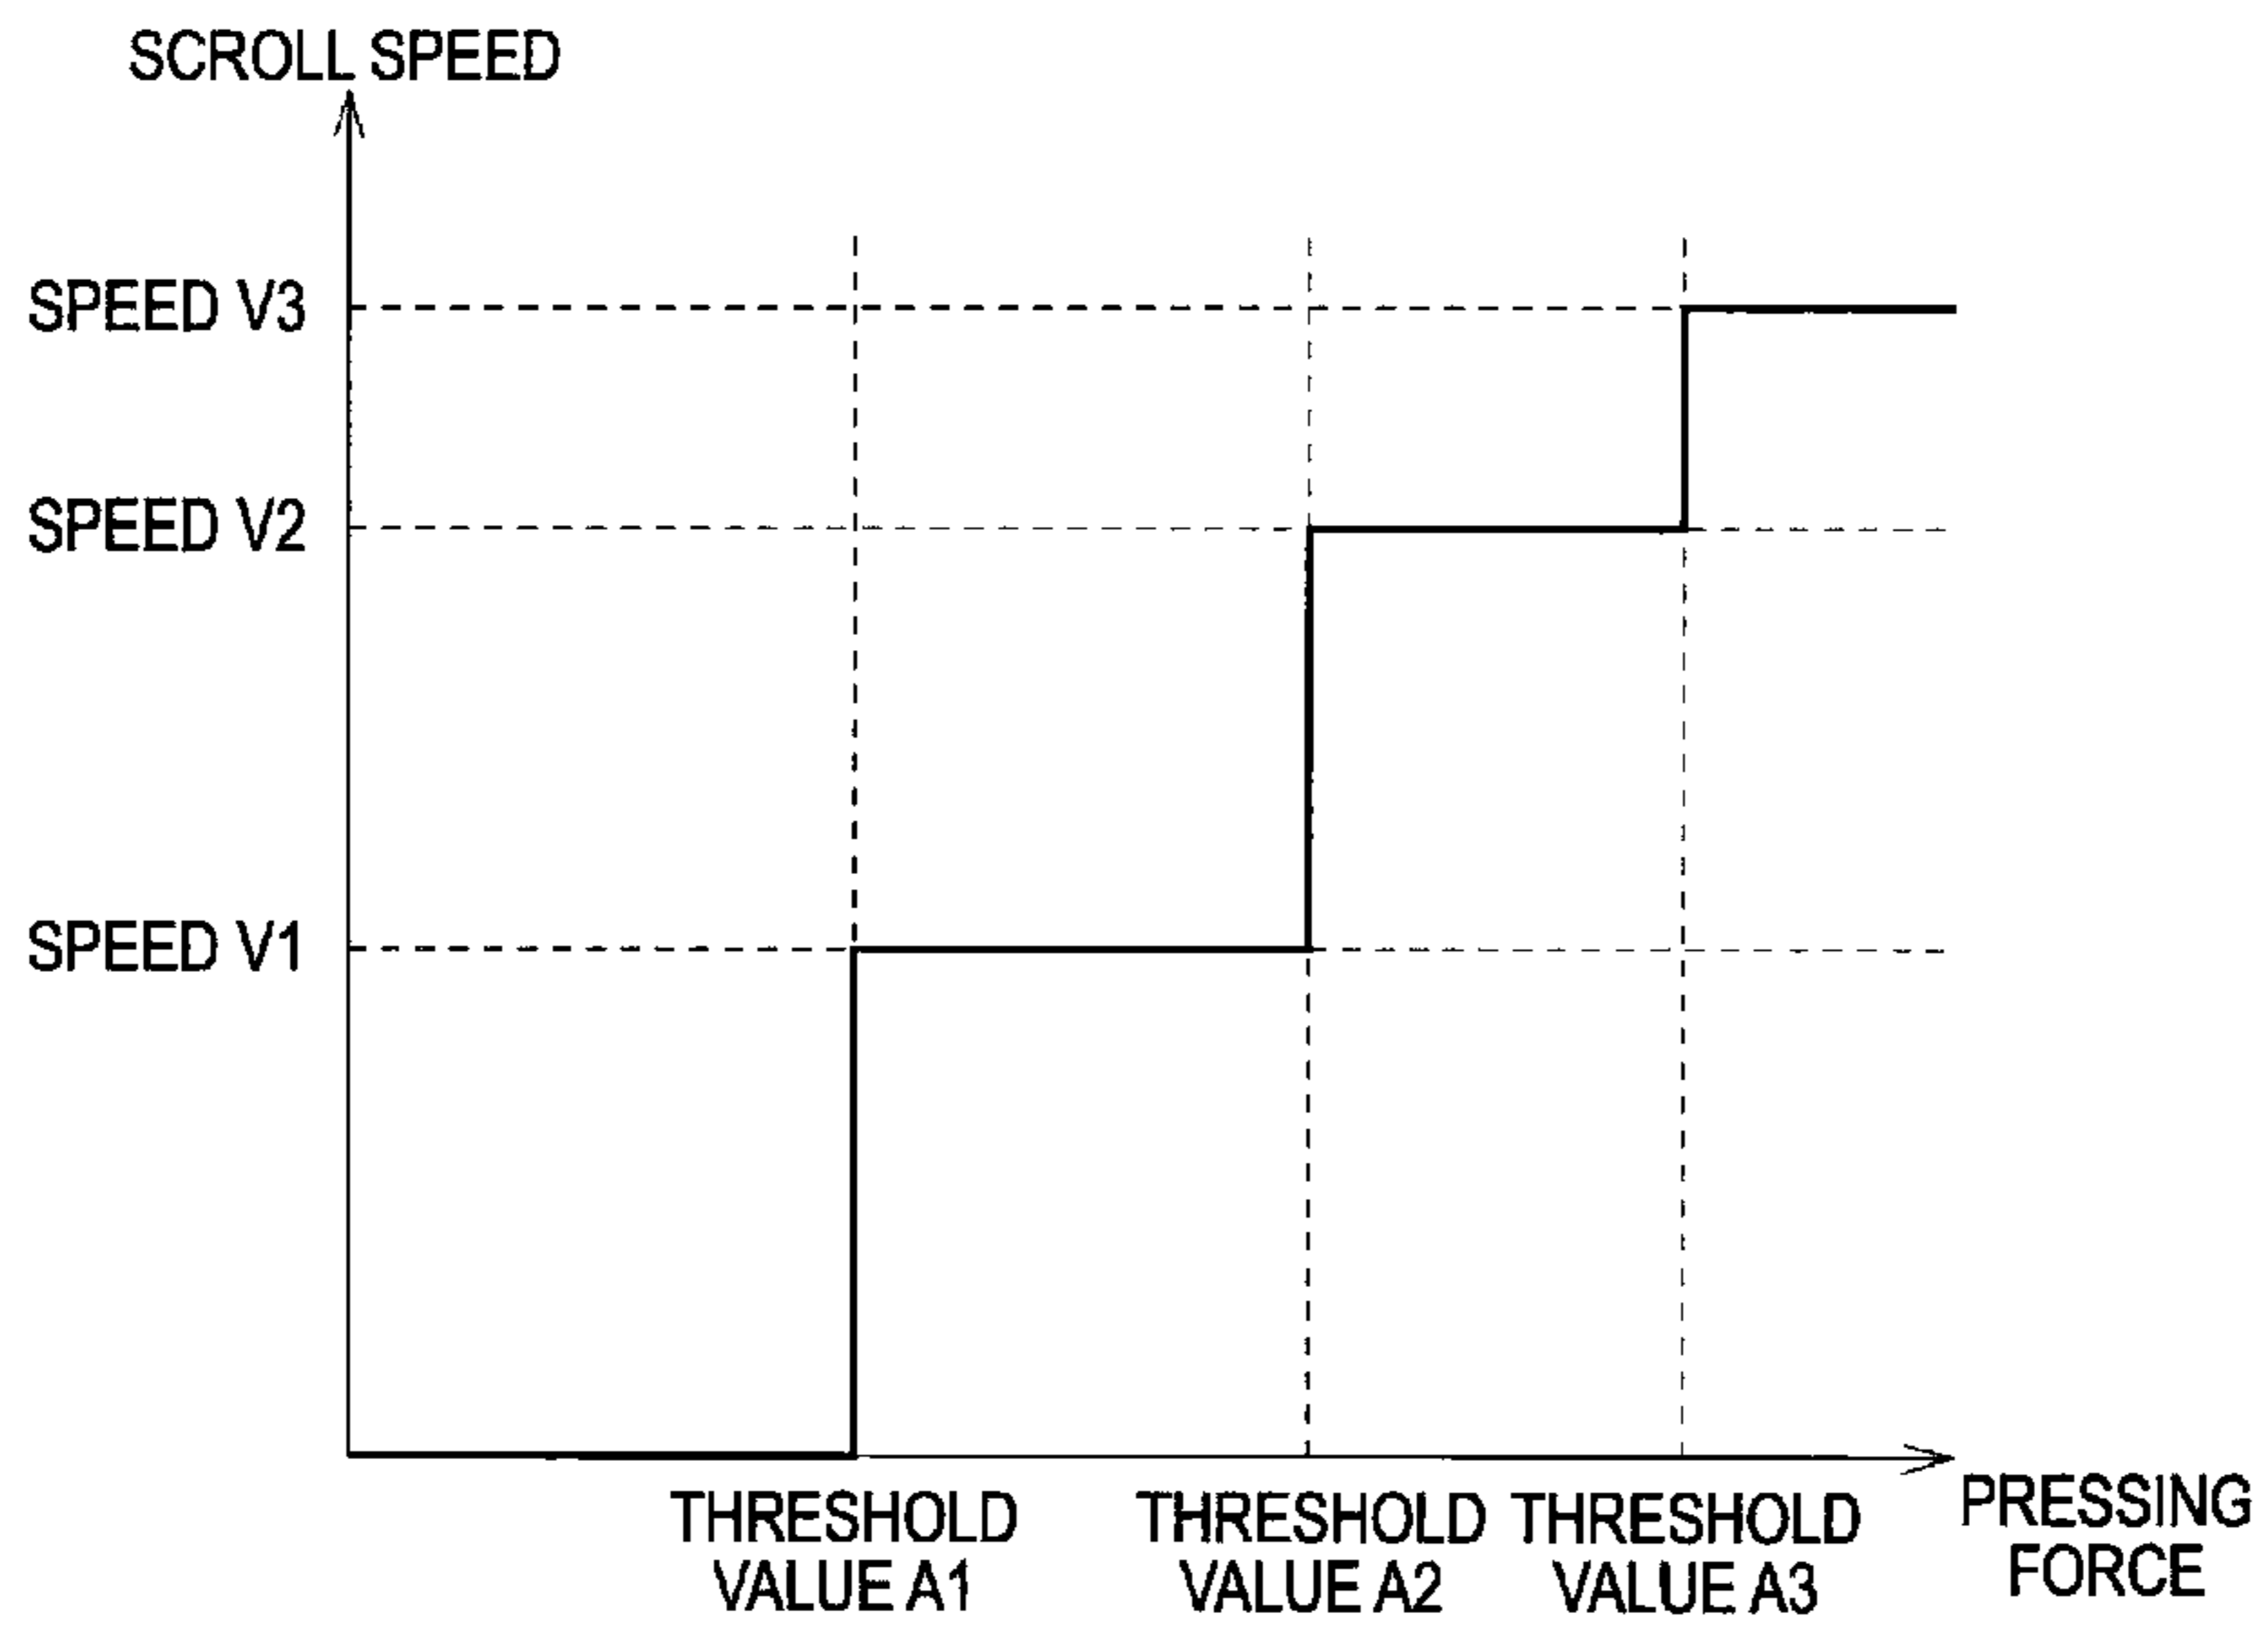 SCROLL SPEED
SPEED V3
SPEED V2
SPEED V1
THRESHOLD
VALUE A1
THRESHOLD
VALUE A2
THRESHOLD
VALUE A3
PRESSING
FORCE